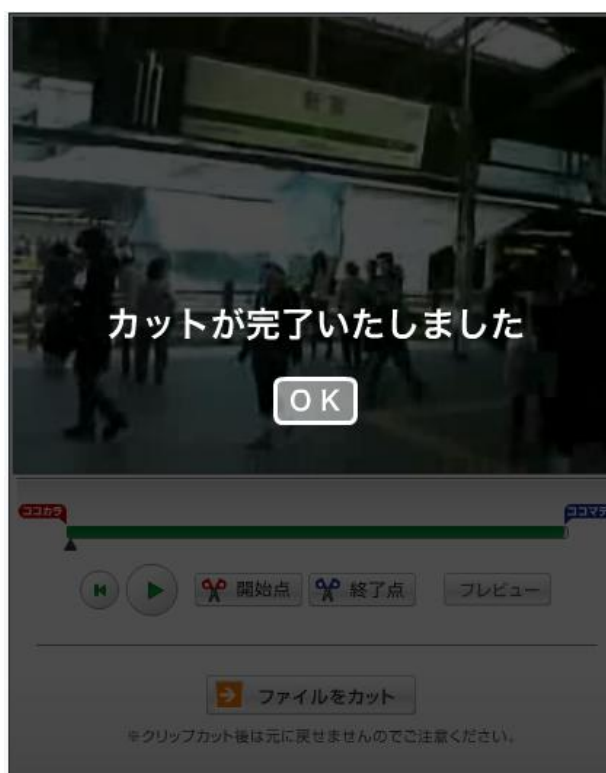 新宿
カットが完了いたしました
OK
ココカラ
ココマデ
開始点
終了点
プレビュー
ファイルをカット
※クリップカット後は元に戻せませんのでご注意ください。